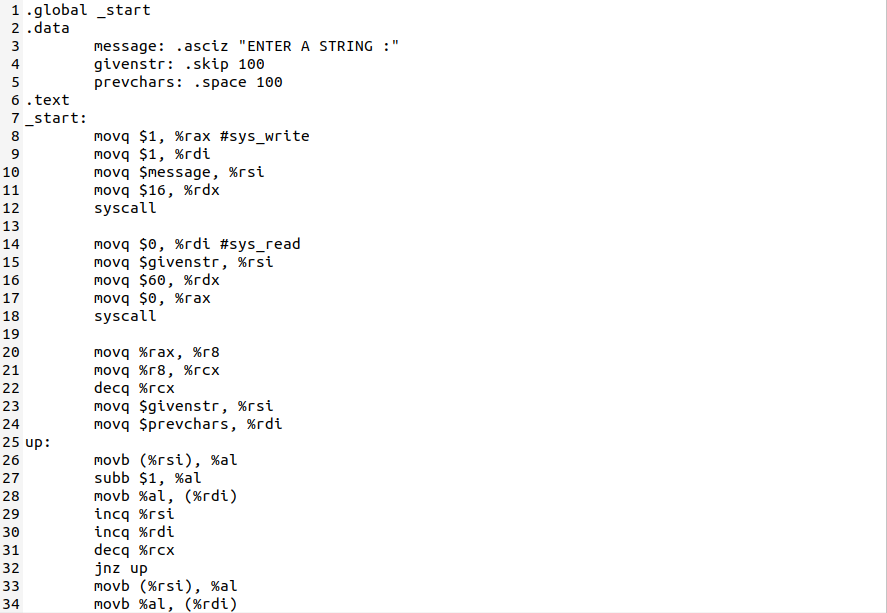 1 .global _start
2 .data
3 message: .asciz "ENTER A STRING :"
4 givenstr: .skip 100
5 prevchars: .space 100
6 .text
7 _start:
8 movq $1, %rax #sys_write
9 movq $1, %rdi
10 movq $message, %rsi
11 movq $16, %rdx
12 syscall
13
14 movq $0, %rdi #sys_read
15 movq $givenstr, %rsi
16 movq $60, %rdx
17 movq $0, %rax
18 syscall
19
20 movq %rax, %r8
21 movq %r8, %rcx
22 decq %rcx
23 movq $givenstr, %rsi
24 movq $prevchars, %rdi
25 up:
26 movb (%rsi), %al
27 subb $1, %al
28 movb %al, (%rdi)
29 incq %rsi
30 incq %rdi
31 decq %rcx
32 jnz up
33 movb (%rsi), %al
34 movb %al, (%rdi)